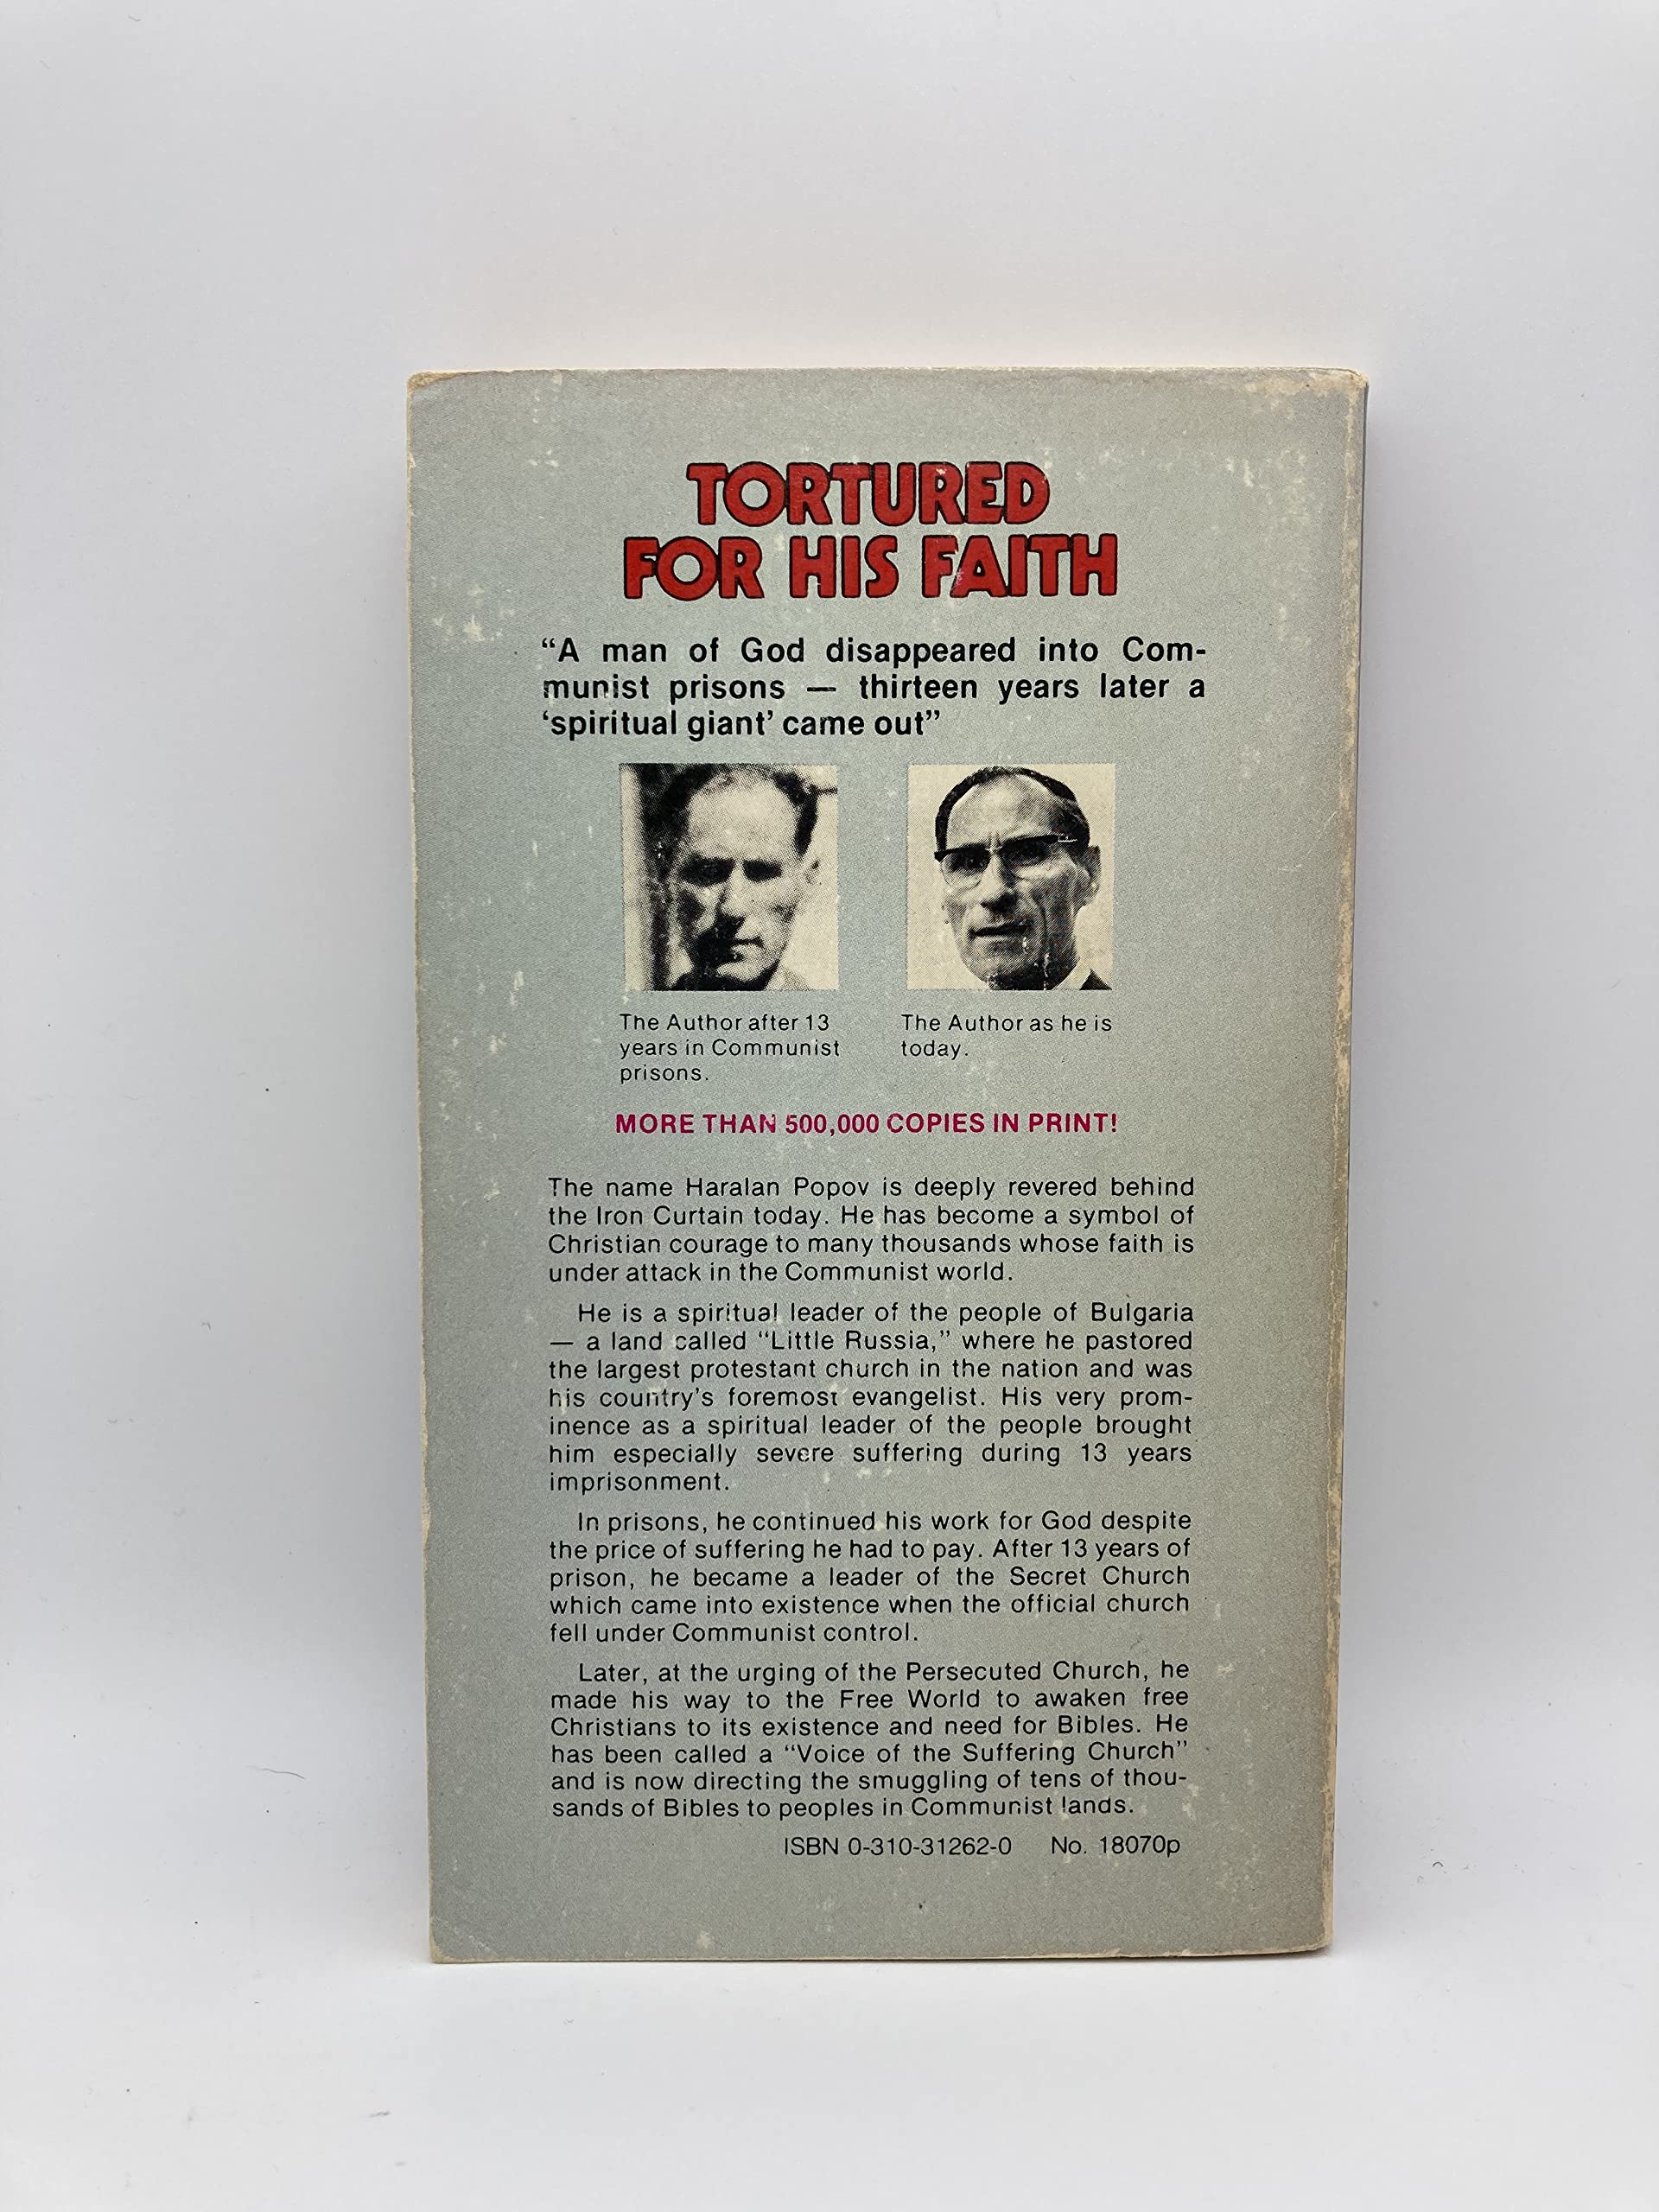 TORTURED
FOR HIS FAITH
“A man of God disappeared into Com-
munist prisons — thirteen years later a
‘spiritual giant’ came out”
The Author after 13
years in Communist
prisons.
The Author as he is
today.
MORE THAN 500,000 COPIES IN PRINT!
The name Haralan Popov is deeply revered behind
the Iron Curtain today. He has become a symbol of
Christian courage to many thousands whose faith is
under attack in the Communist world.
He is a spiritual leader of the people of Bulgaria
— a land called “Little Russia,” where he pastored
the largest protestant church in the nation and was
his country’s foremost evangelist. His very prom-
inence as a spiritual leader of the people brought
him especially severe suffering during 13 years
imprisonment.
In prisons, he continued his work for God despite
the price of suffering he had to pay. After 13 years of
prison, he became a leader of the Secret Church
which came into existence when the official church
fell under Communist control.
Later, at the urging of the Persecuted Church, he
made his way to the Free World to awaken free
Christians to its existence and need for Bibles. He
has been called a “Voice of the Suffering Church”
and is now directing the smuggling of tens of thou-
sands of Bibles to peoples in Communist lands.
ISBN 0-310-31262-0 No. 18070p